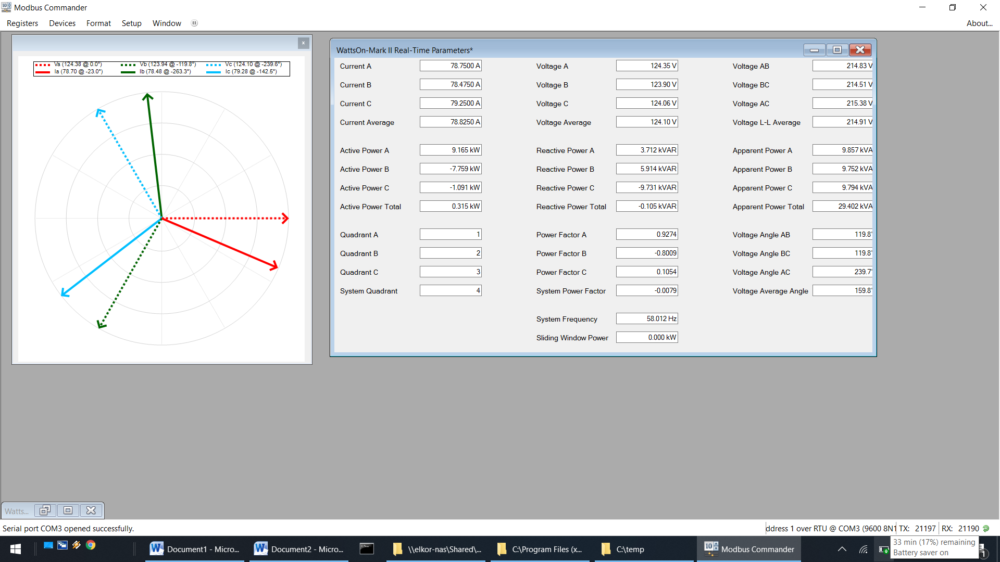 Modbus Commander
Registers Devices Format Setup Window About...
Va (124.38 @ 0.0°) Vb (123.94 @ -119.8°) Vc (124.10 @ -239.6°)
Ia (78.70 @ -23.0°) Ib (78.48 @ -263.3°) Ic (79.28 @ -142.5°)
WattsOn-Mark II Real-Time Parameters*
Current A 78.7500 A Voltage A 124.35 V Voltage AB 214.83 V
Current B 78.4750 A Voltage B 123.90 V Voltage BC 214.51 V
Current C 79.2500 A Voltage C 124.06 V Voltage AC 215.38 V
Current Average 78.8250 A Voltage Average 124.10 V Voltage L-L Average 214.91 V
Active Power A 9.165 kW Reactive Power A 3.712 kVAR Apparent Power A 9.857 kVA
Active Power B -7.759 kW Reactive Power B 5.914 kVAR Apparent Power B 9.752 kVA
Active Power C -1.091 kW Reactive Power C -9.731 kVAR Apparent Power C 9.794 kVA
Active Power Total 0.315 kW Reactive Power Total -0.105 kVAR Apparent Power Total 29.402 kVA
Quadrant A 1 Power Factor A 0.9274 Voltage Angle AB 119.8°
Quadrant B 2 Power Factor B -0.8009 Voltage Angle BC 119.8°
Quadrant C 3 Power Factor C 0.1054 Voltage Angle AC 239.7°
System Quadrant 4 System Power Factor -0.0079 Voltage Average Angle 159.8°
System Frequency 58.012 Hz
Sliding Window Power 0.000 kW
Watts...
Serial port COM3 opened successfully. ddress 1 over RTU @ COM3 (9600 8N1 TX: 21197 RX: 21190
Document1 - Micro... Document2 - Micro... \\elkor-nas\Shared\... C:\Program Files (x... C:\temp Modbus Commander
33 min (17%) remaining
Battery saver on
1